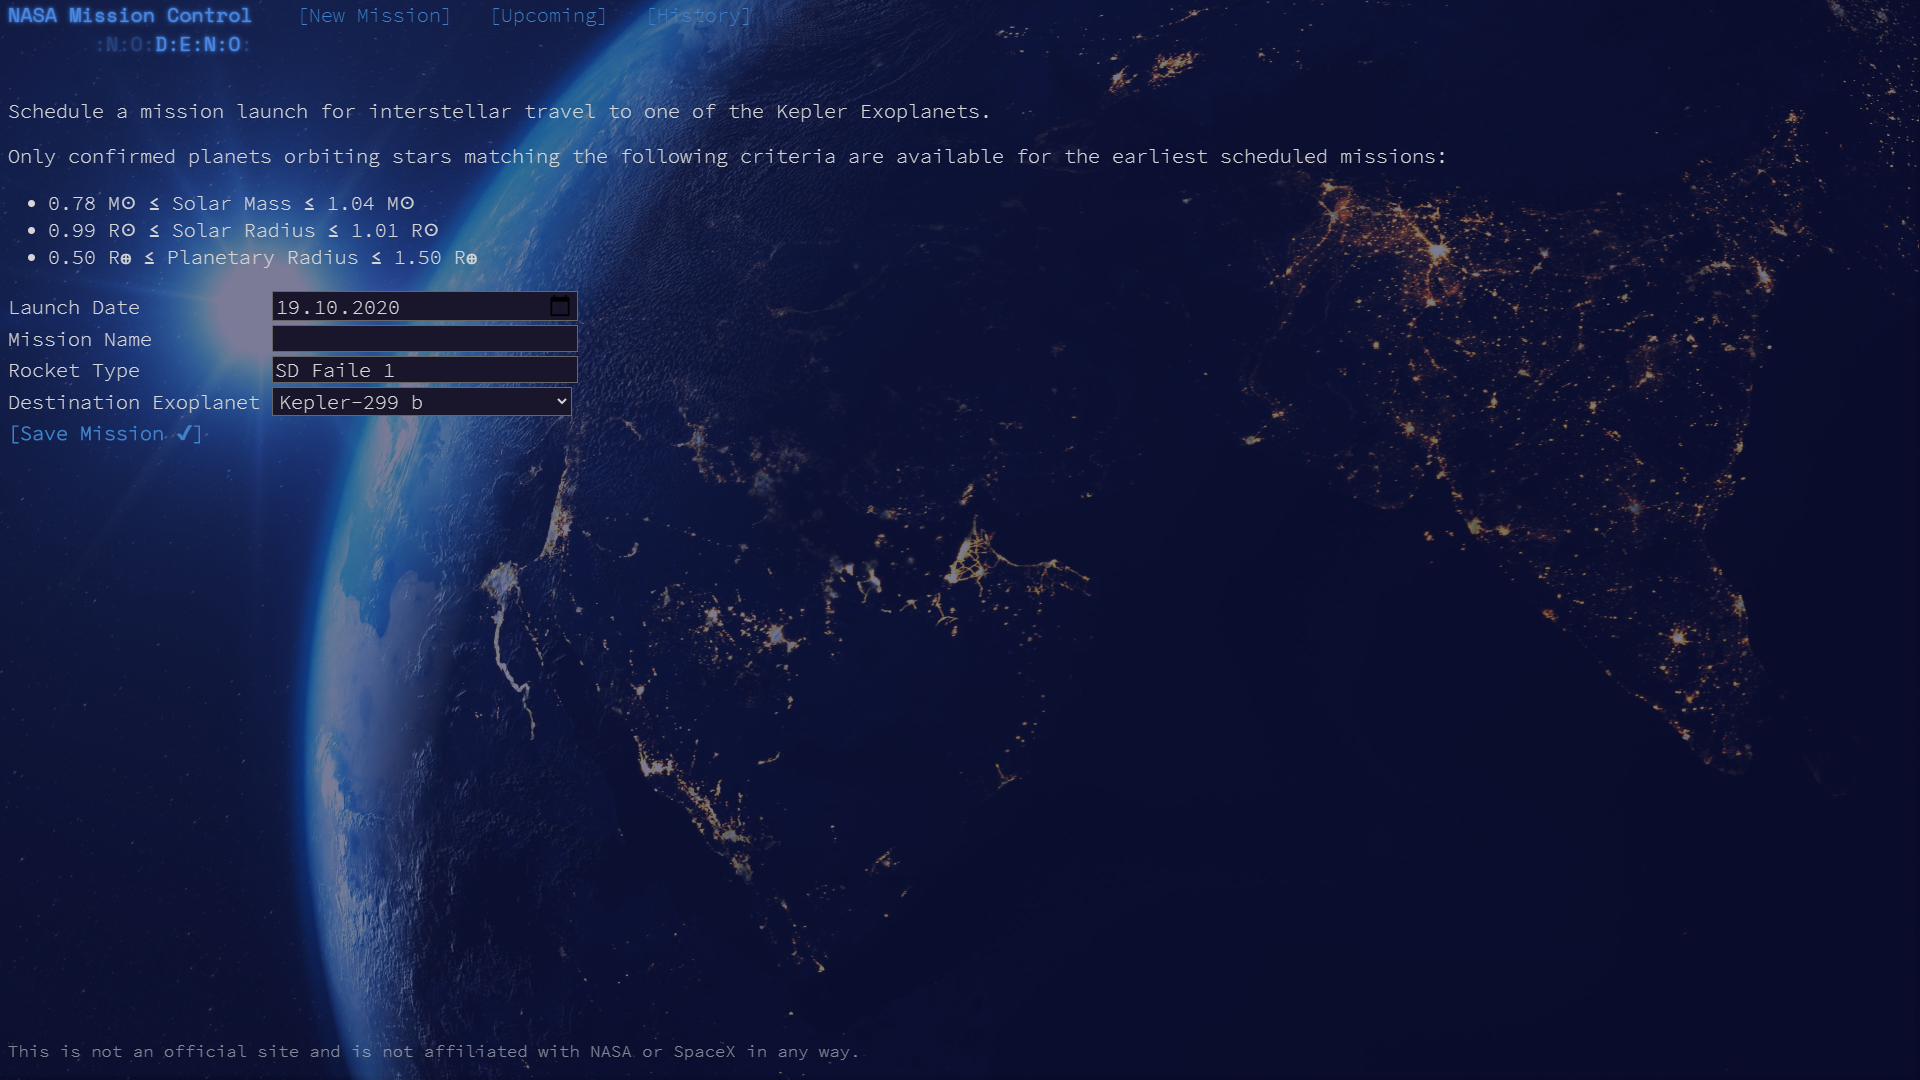 NASA Mission Control [New Mission] [Upcoming] [History]
:N:O:D:E:N:O:
Schedule a mission launch for interstellar travel to one of the Kepler Exoplanets.
Only confirmed planets orbiting stars matching the following criteria are available for the earliest scheduled missions:
• 0.78 M⊙ ≤ Solar Mass ≤ 1.04 M⊙
• 0.99 R⊙ ≤ Solar Radius ≤ 1.01 R⊙
• 0.50 R⊕ ≤ Planetary Radius ≤ 1.50 R⊕
Launch Date 19.10.2020
Mission Name
Rocket Type SD Faile 1
Destination Exoplanet Kepler-299 b
[Save Mission ✔]
This is not an official site and is not affiliated with NASA or SpaceX in any way.